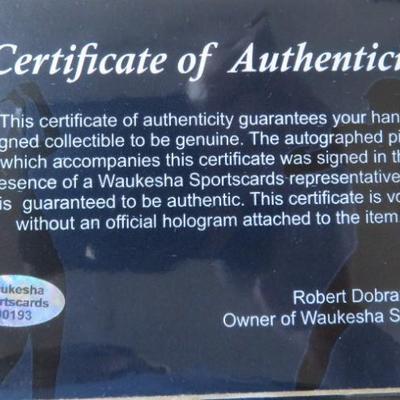 Certificate of Authentic
This certificate of authenticity guarantees your han
gned collectible to be genuine. The autographed pi
which accompanies this certificate was signed in th
esence of a Waukesha Sportscards representative
is guaranteed to be authentic. This certificate is vo
without an official hologram attached to the item
ukesha
rtscards
0193
Robert Dobra
Owner of Waukesha S